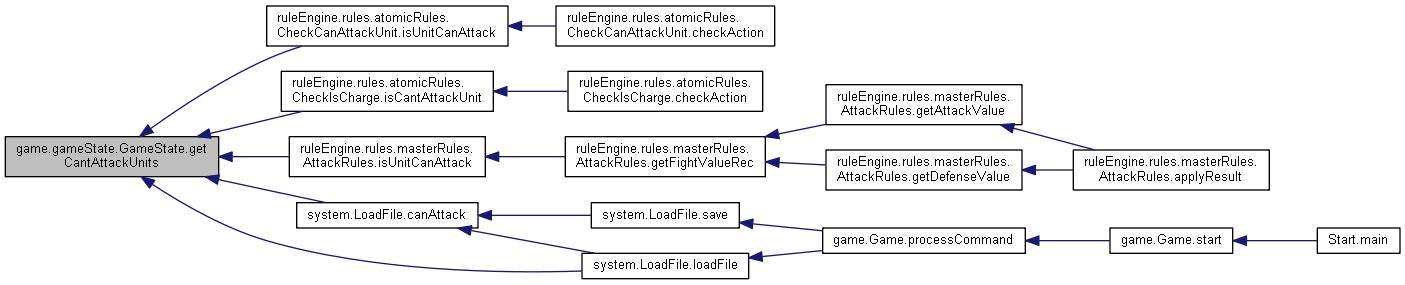 ruleEngine.rules.atomicRules.
CheckCanAttackUnit.isUnitCanAttack
ruleEngine.rules.atomicRules.
CheckCanAttackUnit.checkAction
ruleEngine.rules.atomicRules.
CheckIsCharge.isCantAttackUnit
ruleEngine.rules.atomicRules.
CheckIsCharge.checkAction
ruleEngine.rules.masterRules.
AttackRules.getAttackValue
game.gameState.GameState.get
CantAttackUnits
ruleEngine.rules.masterRules.
AttackRules.isUnitCanAttack
ruleEngine.rules.masterRules.
AttackRules.getFightValueRec
ruleEngine.rules.masterRules.
AttackRules.getDefenseValue
ruleEngine.rules.masterRules.
AttackRules.applyResult
system.LoadFile.canAttack
system.LoadFile.save
game.Game.processCommand
game.Game.start
Start.main
system.LoadFile.loadFile